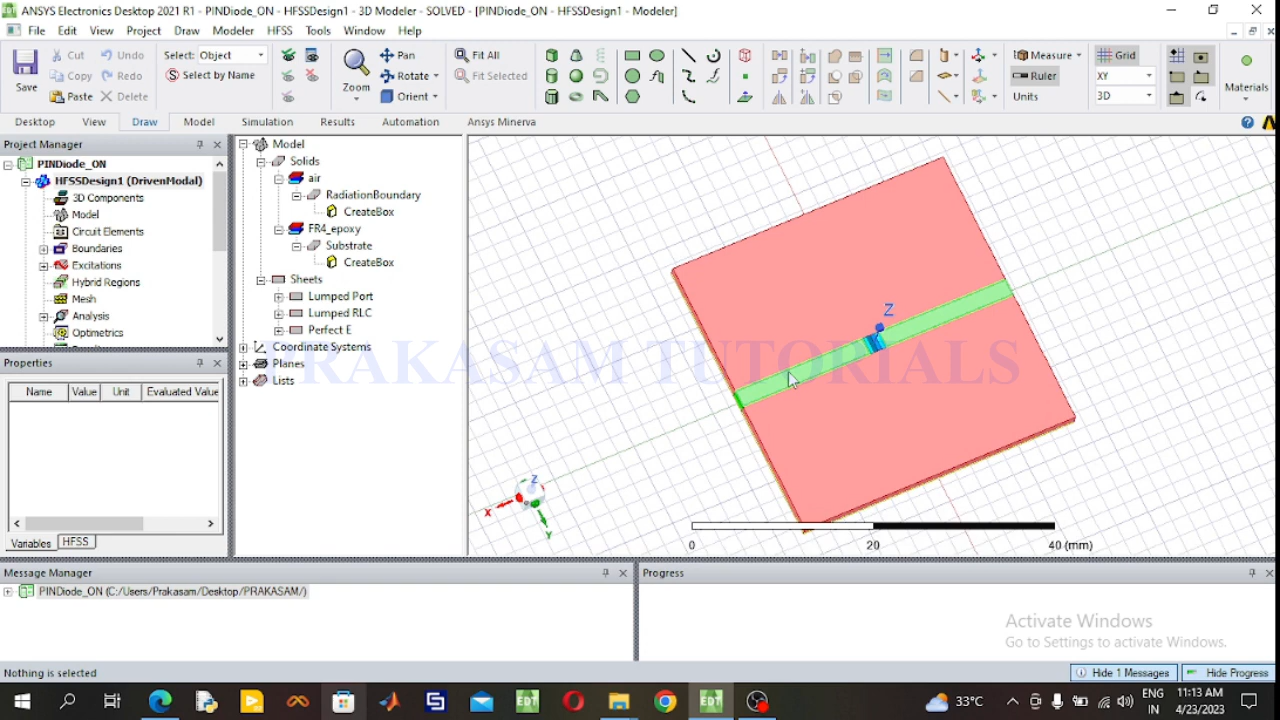 ANSYS Electronics Desktop 2021 R1 - PINDiode_ON - HFSSDesign1 - 3D Modeler - SOLVED - [PINDiode_ON - HFSSDesign1 - Modeler]
File Edit View Project Draw Modeler HFSS Tools Window Help
Save
Cut
Copy
Paste
Undo
Redo
Delete
Select: Object
Select by Name
Zoom
Pan
Rotate
Orient
Fit All
Fit Selected
Measure
Ruler
Units
Grid
XY
3D
Materials
Desktop View Draw Model Simulation Results Automation Ansys Minerva
Project Manager
PINDiode_ON
HFSSDesign1 (DrivenModal)
3D Components
Model
Circuit Elements
Boundaries
Excitations
Hybrid Regions
Mesh
Analysis
Optimetrics
Properties
Name Value Unit Evaluated Value
Variables HFSS
Model
Solids
air
RadiationBoundary
CreateBox
FR4_epoxy
Substrate
CreateBox
Sheets
Lumped Port
Lumped RLC
Perfect E
Coordinate Systems
Planes
Lists
PRAKASAM TUTORIALS
Z
Z
X
Y
0 20 40 (mm)
Message Manager
PINDiode_ON (C:/Users/Prakasam/Desktop/PRAKASAM/)
Progress
Activate Windows
Go to Settings to activate Windows.
Nothing is selected
Hide 1 Messages Hide Progress
EDT
EDT
33°C
ENG
IN
11:13 AM
4/23/2023